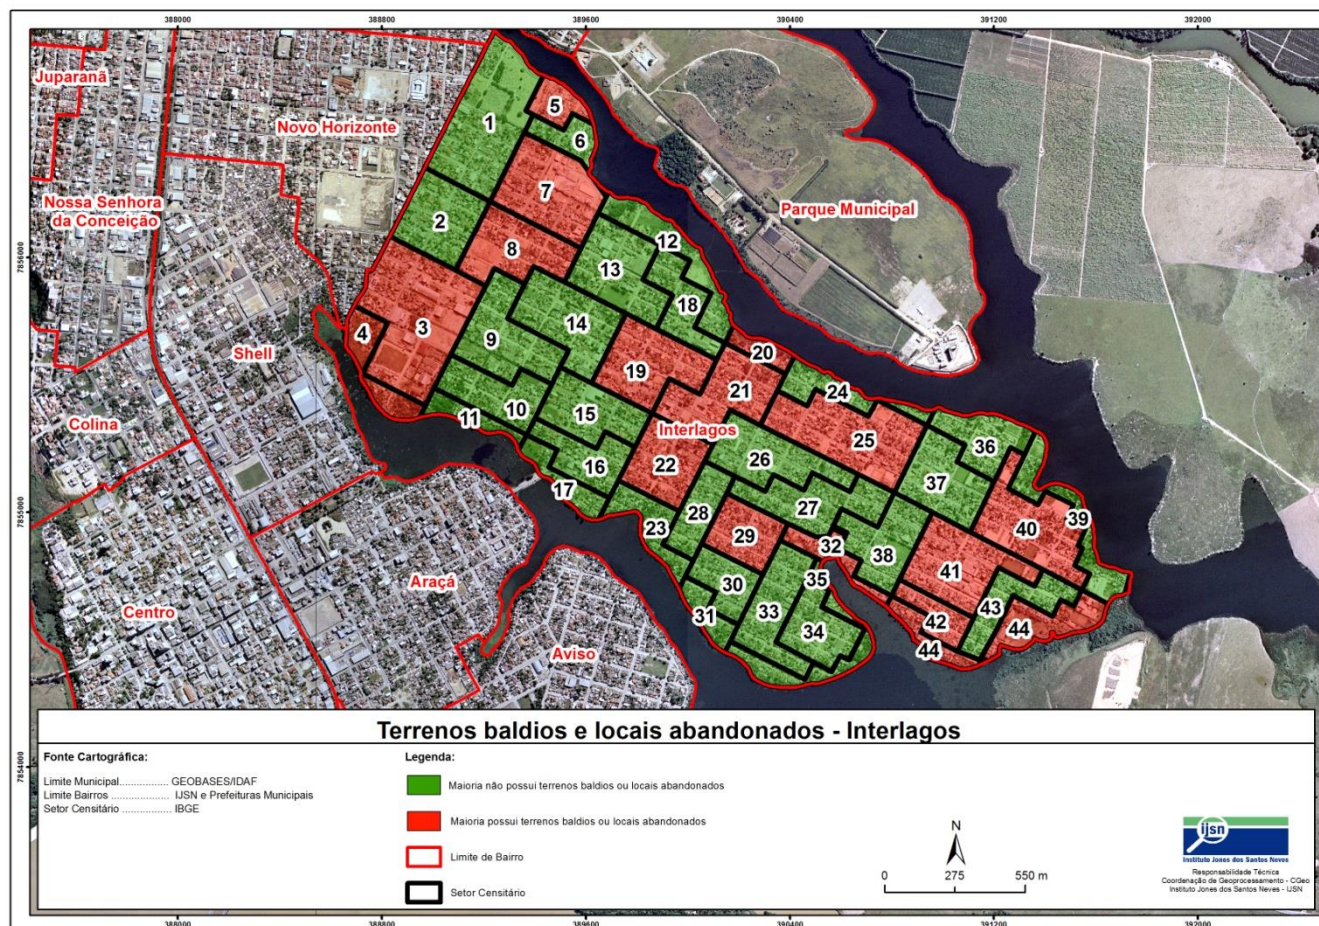 388000 388800 389600 390400 391200 392000
Juparanã
Novo Horizonte
Nossa Senhora
da Conceição
Parque Municipal
Shell
Colina
Interlagos
Araçá
Centro
Aviso
1
5
6
7
2
8
12
13
18
3
4
14
9
19
20
21
24
11
10
15
25
36
16
22
26
37
17
23
28
27
29
32
38
40
39
41
30
35
31
33
34
43
42
44
44
7856000
7855000
7854000
Terrenos baldios e locais abandonados - Interlagos
Fonte Cartográfica:
Limite Municipal................. GEOBASES/IDAF
Limite Bairros .................... IJSN e Prefeituras Municipais
Setor Censitário ................. IBGE
Legenda:
Maioria não possui terrenos baldios ou locais abandonados
Maioria possui terrenos baldios ou locais abandonados
Limite de Bairro
Setor Censitário
N
0 275 550 m
ijsn
Instituto Jones dos Santos Neves
Responsabilidade Técnica
Coordenação de Geoprocessamento - CGeo
Instituto Jones dos Santos Neves - IJSN
388000 388800 389600 390400 391200 392000